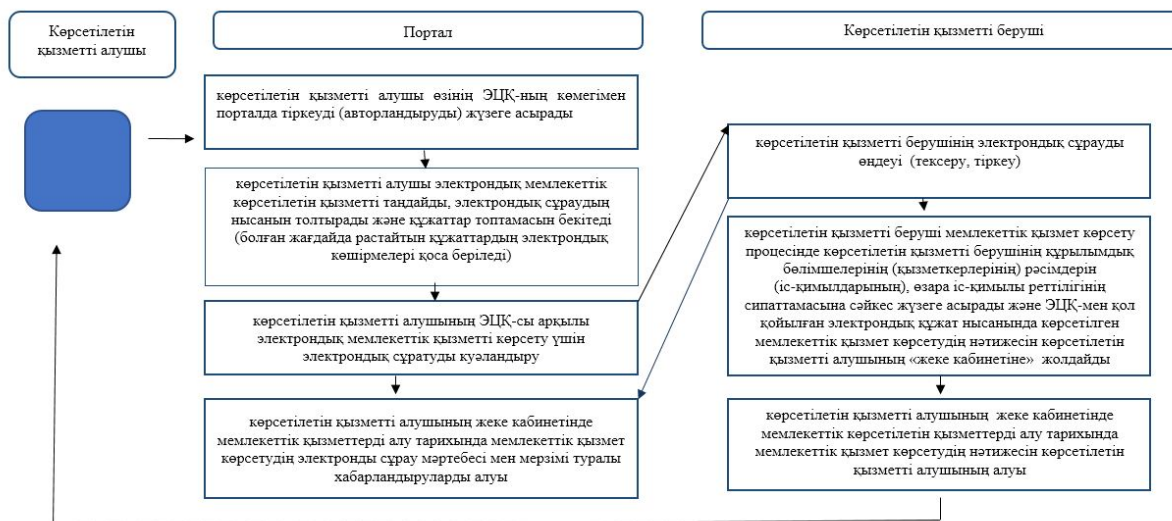 Көрсетілетін
қызметті алушы
Портал
Көрсетілетін қызметті беруші
көрсетілетін қызметті алушы өзінің ЭЦҚ-ның көмегімен
порталда тіркеуді (авторландыруды) жүзеге асырады
көрсетілетін қызметті алушы электрондық мемлекеттік
көрсетілетін қызметті таңдайды, электрондық сұраудың
нысанын толтырады және құжаттар топтамасын бекітеді
(болған жағдайда растайтын құжаттардың электрондық
көшірмелері қоса беріледі)
көрсетілетін қызметті алушының ЭЦҚ-сы арқылы
электрондық мемлекеттік қызметті көрсету үшін
электрондық сұратуды куәландыру
көрсетілетін қызметті алушының жеке кабинетінде
мемлекеттік қызметтерді алу тарихында мемлекеттік қызмет
көрсетудің электронды сұрау мәртебесі мен мерзімі туралы
хабарландыруларды алуы
көрсетілетін қызметті берушінің электрондық сұрауды
өңдеуі (тексеру, тіркеу)
көрсетілетін қызметті беруші мемлекеттік қызмет көрсету
процесінде көрсетілетін қызметті берушінің құрылымдық
бөлімшелерінің (қызметкерлерінің) рәсімдерін
(іс-қимылдарының), өзара іс-қимылы реттілігінің
сипаттамасына сәйкес жүзеге асырады және ЭЦҚ-мен қол
қойылған электрондық құжат нысанында көрсетілген
мемлекеттік қызмет көрсетудің нәтижесін көрсетілетін
қызметті алушының «жеке кабинетіне» жолдайды
көрсетілетін қызметті алушының жеке кабинетінде
мемлекеттік көрсетілетін қызметтерді алу тарихында
мемлекеттік қызмет көрсетудің нәтижесін көрсетілетін
қызметті алушының алуы